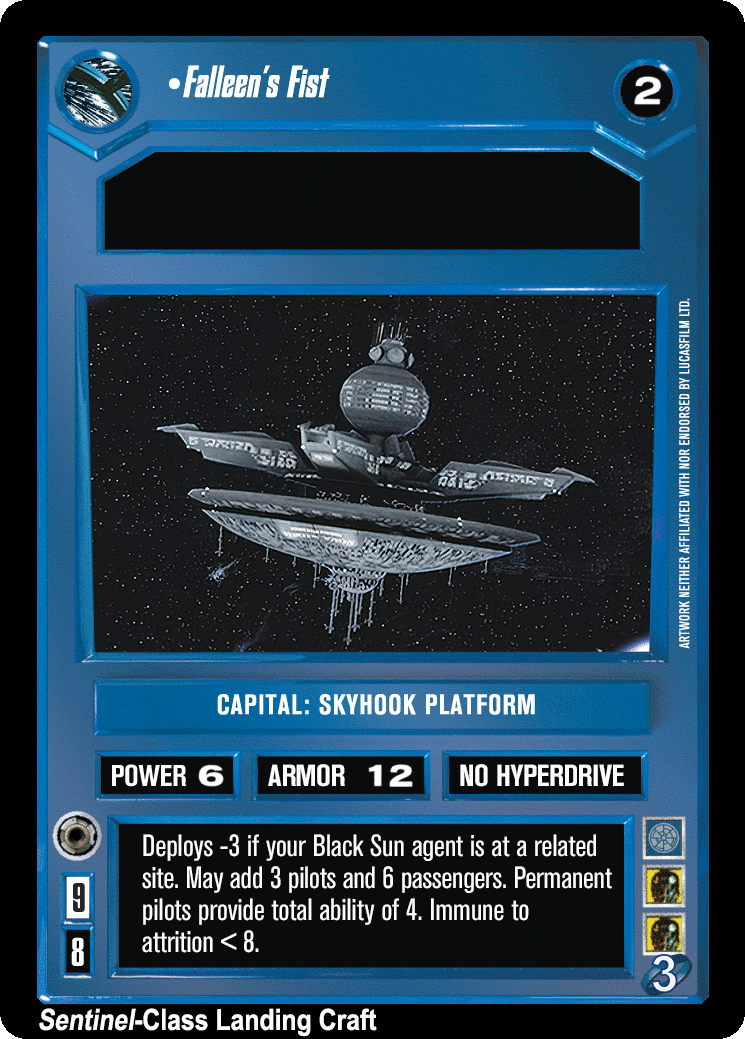 •Falleen's Fist
2
ARTWORK NEITHER AFFILIATED WITH NOR ENDORSED BY LUCASFILM LTD.
CAPITAL: SKYHOOK PLATFORM
POWER 6 ARMOR 12 NO HYPERDRIVE
Deploys -3 if your Black Sun agent is at a related
site. May add 3 pilots and 6 passengers. Permanent
pilots provide total ability of 4. Immune to
attrition < 8.
9
8
3
Sentinel-Class Landing Craft